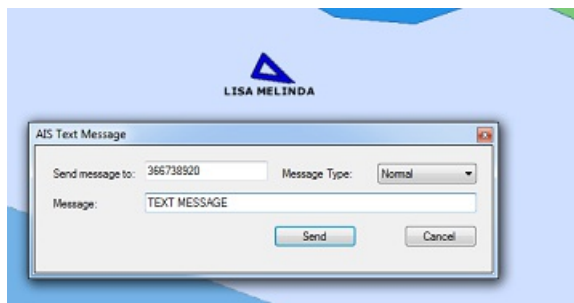 LISA MELINDA
AIS Text Message
Send message to: 366738920 Message Type: Normal
Message: TEXT MESSAGE
Send Cancel